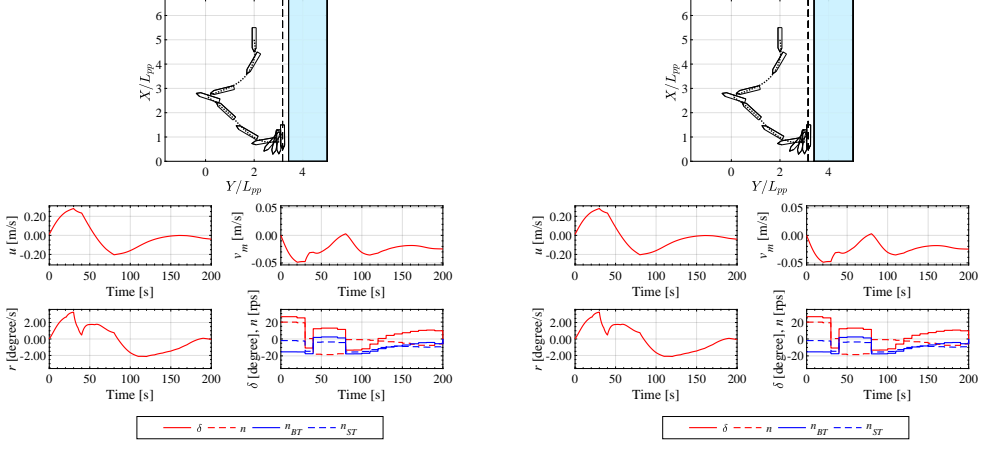 6
5
4
3
2
1
0
X/L_pp
0 2 4
Y/L_pp
0.20
0.00
-0.20
u [m/s]
0 50 100 150 200
Time [s]
0.05
0.00
-0.05
v_m [m/s]
0 50 100 150 200
Time [s]
2.00
0.00
-2.00
r [degree/s]
0 50 100 150 200
Time [s]
20
0
-20
δ [degree], n [rps]
0 50 100 150 200
Time [s]
δ n n_BT n_ST
6
5
4
3
2
1
0
X/L_pp
0 2 4
Y/L_pp
0.20
0.00
-0.20
u [m/s]
0 50 100 150 200
Time [s]
0.05
0.00
-0.05
v_m [m/s]
0 50 100 150 200
Time [s]
2.00
0.00
-2.00
r [degree/s]
0 50 100 150 200
Time [s]
20
0
-20
δ [degree], n [rps]
0 50 100 150 200
Time [s]
δ n n_BT n_ST